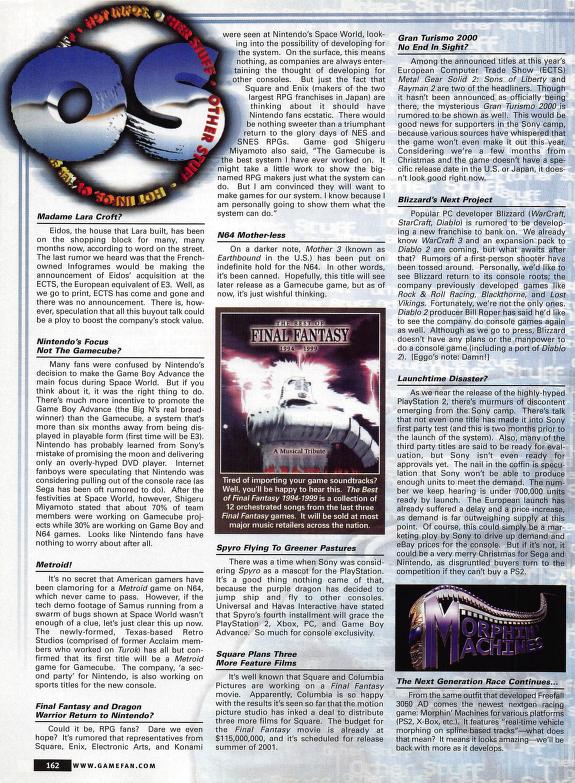 HOT INFOS. OTHER STUFF • OTHER STUFF • HOT INFOS.
OS
Madame Lara Croft?
Eidos, the house that Lara built, has been
on the shopping block for many, many
months now, according to word on the street.
The last rumor we heard was that the French-
owned Infogrames would be making the
announcement of Eidos' acquisition at the
ECTS, the European equivalent of E3. Well, as
we go to print, ECTS has come and gone and
there was no announcement. There is, how-
ever, speculation that all this buyout talk could
be a ploy to boost the company's stock value.
Nintendo's Focus
Not The Gamecube?
Many fans were confused by Nintendo's
decision to make the Game Boy Advance the
main focus during Space World. But if you
think about it, it was the right thing to do.
There's much more incentive to promote the
Game Boy Advance (the Big N's real bread-
winner) than the Gamecube, a system that's
more than six months away from being dis-
played in playable form (first time will be E3).
Nintendo has probably learned from Sony's
mistake of promising the moon and delivering
only an overly-hyped DVD player. Internet
fanboys were speculating that Nintendo was
considering pulling out of the console race (as
Sega has been oft rumored to do). After the
festivities at Space World, however, Shigeru
Miyamoto stated that about 70% of team
members were working on Gamecube proj-
ects while 30% are working on Game Boy and
N64 games. Looks like Nintendo fans have
nothing to worry about after all.
Metroid!
It's no secret that American gamers have
been clamoring for a Metroid game on N64,
which never came to pass. However, if the
tech demo footage of Samus running from a
swarm of bugs shown at Space World wasn't
enough of a clue, let's just clear this up now.
The newly-formed, Texas-based Retro
Studios (comprised of former Acclaim mem-
bers who worked on Turok) has all but con-
firmed that its first title will be a Metroid
game for Gamecube. The company, 'a sec-
ond party' for Nintendo, is also working on
sports titles for the new console.
Final Fantasy and Dragon
Warrior Return to Nintendo?
Could it be, RPG fans? Dare we even
hope? It's rumored that representatives from
Square, Enix, Electronic Arts, and Konami
162 WWW.GAMEFAN.COM
were seen at Nintendo's Space World, look-
ing into the possibility of developing for
the system. On the surface, this means
nothing, as companies are always enter-
taining the thought of developing for
other consoles. But just the fact that
Square and Enix (makers of the two
largest RPG franchises in Japan) are
thinking about it should have
Nintendo fans ecstatic. There would
be nothing sweeter than a triumphant
return to the glory days of NES and
SNES RPGs. Game god Shigeru
Miyamoto also said, "The Gamecube is
the best system I have ever worked on. It
might take a little work to show the big-
named RPG makers just what the system can
do. But I am convinced they will want to
make games for our system. I know because I
am personally going to show them what the
system can do."
N64 Mother-less
On a darker note, Mother 3 (known as
Earthbound in the U.S.) has been put on
indefinite hold for the N64. In other words,
it's been canned. Hopefully, this title will see
later release as a Gamecube game, but as of
now, it's just wishful thinking.
THE BEST OF
FINAL FANTASY
1994 - 1999
A Musical Tribute
Tired of importing your game soundtracks?
Well, you'll be happy to hear this. The Best
of Final Fantasy 1994-1999 is a collection of
12 orchestrated songs from the last three
Final Fantasy games. It will be sold at most
major music retailers across the nation.
Spyro Flying To Greener Pastures
There was a time when Sony was consid-
ering Spyro as a mascot for the PlayStation.
It's a good thing nothing came of that,
because the purple dragon has decided to
jump ship and fly to other consoles.
Universal and Havas Interactive have stated
that Spyro's fourth installment will grace the
PlayStation 2, Xbox, PC, and Game Boy
Advance. So much for console exclusivity.
Square Plans Three
More Feature Films
It's well known that Square and Columbia
Pictures are working on a Final Fantasy
movie. Apparently, Columbia is so happy
with the results it's seen so far that the motion
picture studio has inked a deal to distribute
three more films for Square. The budget for
the Final Fantasy movie is already at
$115,000,000, and it's scheduled for release
summer of 2001.
Gran Turismo 2000
No End In Sight?
Among the announced titles at this year's
European Computer Trade Show (ECTS)
Metal Gear Solid 2: Sons of Liberty and
Rayman 2 are two of the headliners. Though
it hasn't been announced as officially being
there, the mysterious Gran Turismo 2000 is
rumored to be shown as well. This would be
good news for supporters in the Sony camp,
because various sources have whispered that
the game won't even make it out this year.
Considering we're a few months from
Christmas and the game doesn't have a spe-
cific release date in the U.S. or Japan, it does-
n't look good right now.
Blizzard's Next Project
Popular PC developer Blizzard (WarCraft,
StarCraft, Diablo) is rumored to be develop-
ing a new franchise to bank on. We already
know WarCraft 3 and an expansion pack to
Diablo 2 are coming, but what awaits after
that? Rumors of a first-person shooter have
been tossed around. Personally, we'd like to
see Blizzard return to its console roots; the
company previously developed games like
Rock & Roll Racing, Blackthorne, and Lost
Vikings. Fortunately, we're not the only ones.
Diablo 2 producer Bill Roper has said he'd like
to see the company do console games again
as well. Although as we go to press, Blizzard
doesn't have any plans or the manpower to
do a console game (including a port of Diablo
2). [Eggo's note: Damn!]
Launchtime Disaster?
As we near the release of the highly-hyped
PlayStation 2, there's murmurs of discontent
emerging from the Sony camp. There's talk
that not even one title has made it into Sony
first party test (and this is two months prior to
the launch of the system). Also, many of the
third party titles are said to be ready for eval-
uation, but Sony isn't even ready for
approvals yet. The nail in the coffin is specu-
lation that Sony won't be able to produce
enough units to meet the demand. The num-
ber we keep hearing is under 700,000 units
ready by launch. The European launch has
already suffered a delay and a price increase,
as demand is far outweighing supply at this
point. Of course, this could simply be a mar-
keting ploy by Sony to drive up demand and
eBay prices for the console. But if it's not, it
could be a very merry Christmas for Sega and
Nintendo, as disgruntled buyers turn to the
competition if they can't buy a PS2.
MORPHIN
MACHINES
The Next Generation Race Continues...
From the same outfit that developed Freefall
3050 AD comes the newest nextgen racing
game: Morphin' Machines for various platforms
(PS2, X-Box, etc.). It features "real-time vehicle
morphing on spline based tracks"—what does
that mean? It means it looks amazing—we'll be
back with more as it develops.